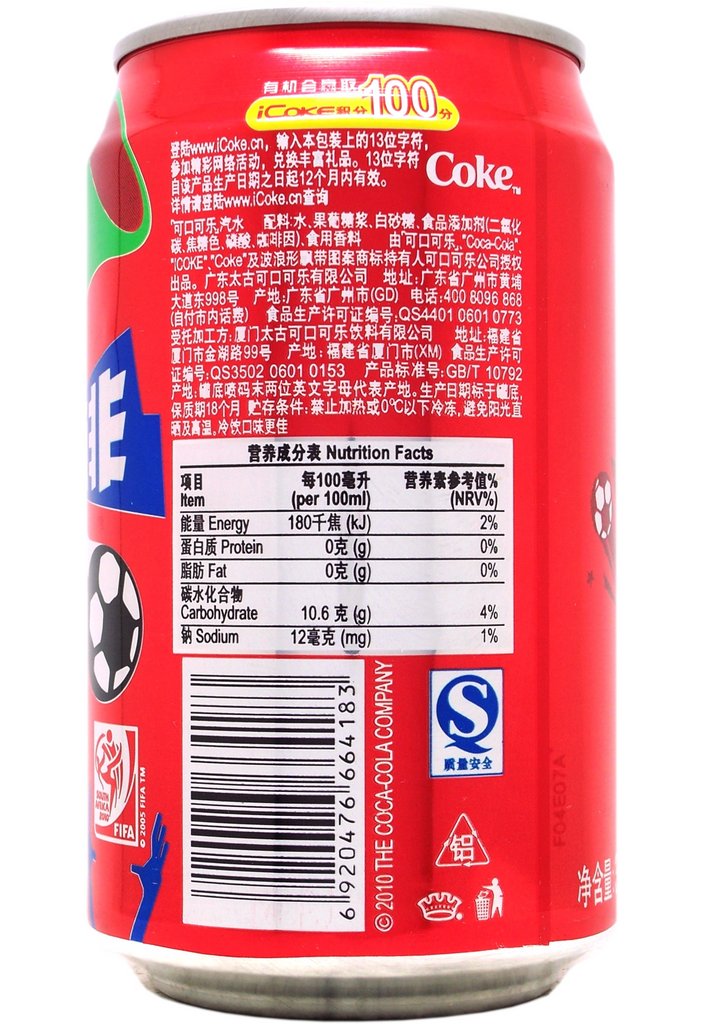 有机会赢取100
iCOKE积分 分
登陆www.iCoke.cn, 输入本包装上的13位字符,
参加精彩网络活动, 兑换丰富礼品。13位字符
自该产品生产日期之日起12个月内有效。
详情请登陆www.iCoke.cn查询
Coke™
"可口可乐"汽水 配料:水、果葡糖浆、白砂糖、食品添加剂(二氧化
碳、焦糖色、磷酸、咖啡因)、食用香料 由"可口可乐","Coca-Cola",
"ICOKE","Coke"及波浪形飘带图案商标持有人可口可乐公司授权
出品。广东太古可口可乐有限公司 地址:广东省广州市黄埔
大道东998号 产地:广东省广州市(GD) 电话:400 8096 868
(自付市内话费) 食品生产许可证编号:QS4401 0601 0773
受托加工方:厦门太古可口可乐饮料有限公司 地址:福建省
厦门市金湖路99号 产地:福建省厦门市(XM) 食品生产许可
证编号:QS3502 0601 0153 产品标准号:GB/T 10792
产地:罐底喷码末两位英文字母代表产地。生产日期标于罐底,
保质期18个月 贮存条件:禁止加热或0℃以下冷冻,避免阳光直
晒及高温。冷饮口味更佳
营养成分表 Nutrition Facts
项目 每100毫升 营养素参考值%
Item (per 100ml) (NRV%)
能量 Energy 180千焦 (kJ) 2%
蛋白质 Protein 0克 (g) 0%
脂肪 Fat 0克 (g) 0%
碳水化合物
Carbohydrate 10.6 克 (g) 4%
钠 Sodium 12毫克 (mg) 1%
非
6 920476 664183
©2010 THE COCA-COLA COMPANY
质量安全
SOUTH
AFRICA
2010
FIFA
© 2005 FIFA TM
铝
F04E07A
净含量